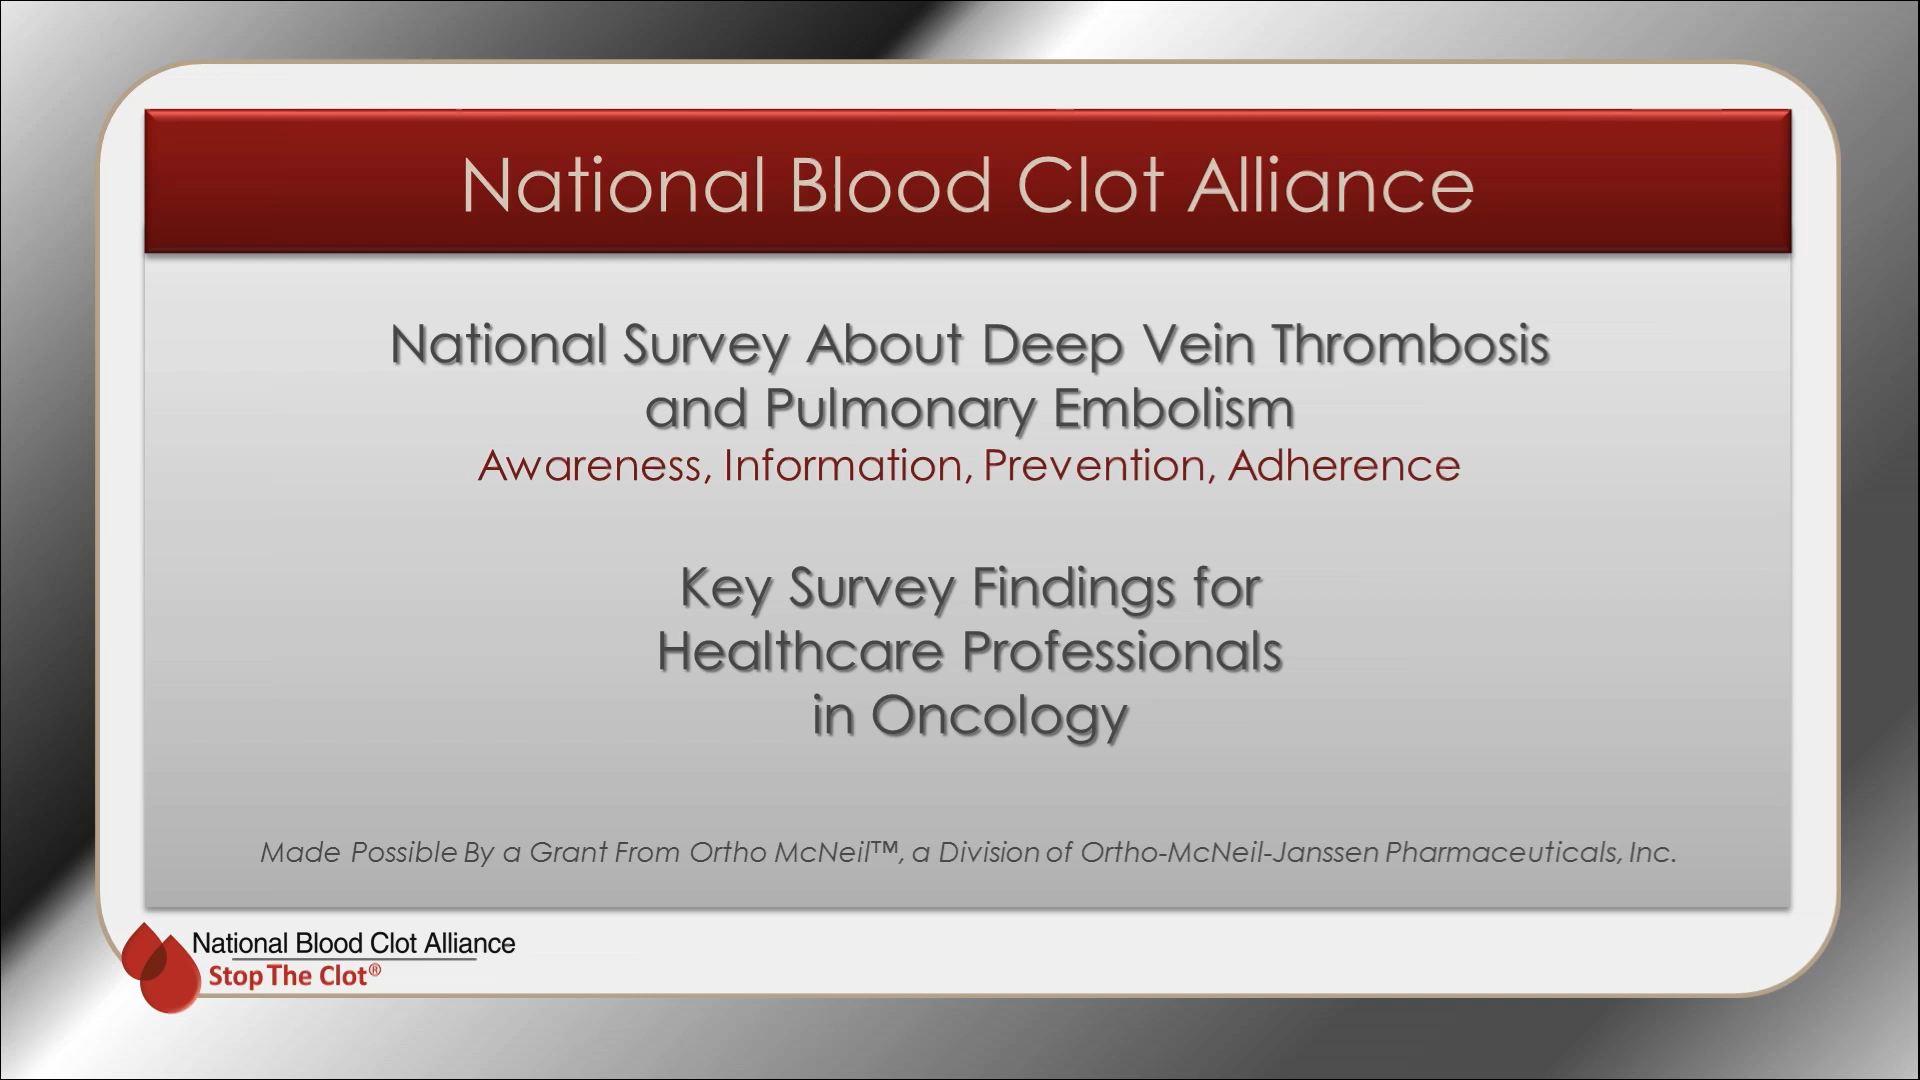 National Blood Clot Alliance
National Survey About Deep Vein Thrombosis
and Pulmonary Embolism
Awareness, Information, Prevention, Adherence
Key Survey Findings for
Healthcare Professionals
in Oncology
Made Possible By a Grant From Ortho McNeil™, a Division of Ortho-McNeil-Janssen Pharmaceuticals, Inc.
National Blood Clot Alliance
Stop The Clot®